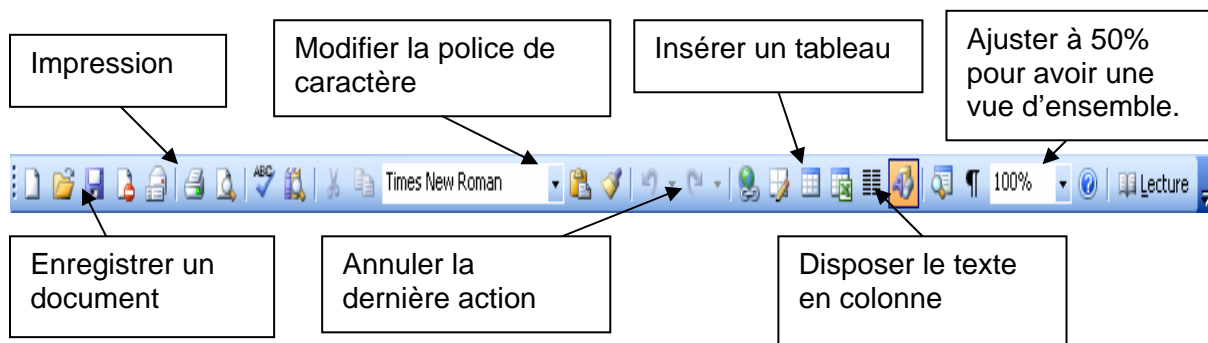 Impression
Modifier la police de
caractère
Insérer un tableau
Ajuster à 50%
pour avoir une
vue d’ensemble.
ABC
Times New Roman
100%
Lecture
Enregistrer un
document
Annuler la
dernière action
Disposer le texte
en colonne